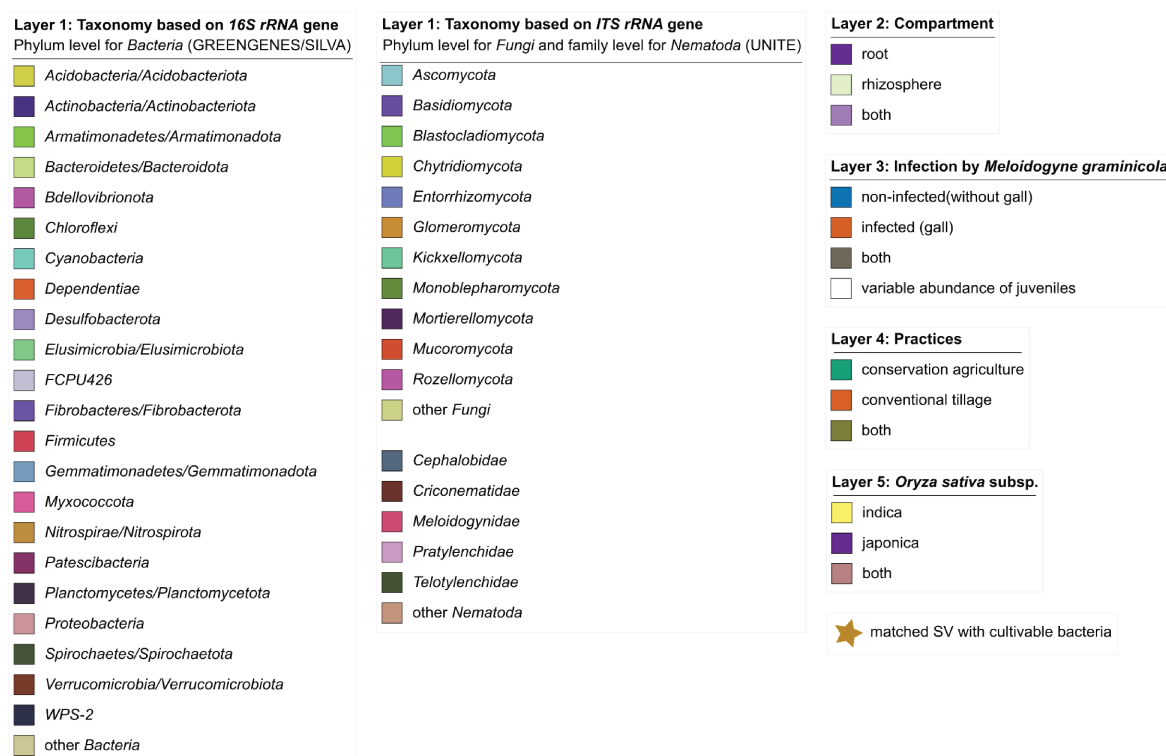 Layer 1: Taxonomy based on 16S rRNA gene
Phylum level for Bacteria (GREENGENES/SILVA)
Acidobacteria/Acidobacteriota
Actinobacteria/Actinobacteriota
Armatimonadetes/Armatimonadota
Bacteroidetes/Bacteroidota
Bdellovibrionota
Chloroflexi
Cyanobacteria
Dependentiae
Desulfobacterota
Elusimicrobia/Elusimicrobiota
FCPU426
Fibrobacteres/Fibrobacterota
Firmicutes
Gemmatimonadetes/Gemmatimonadota
Myxococcota
Nitrospirae/Nitrospirota
Patescibacteria
Planctomycetes/Planctomycetota
Proteobacteria
Spirochaetes/Spirochaetota
Verrucomicrobia/Verrucomicrobiota
WPS-2
other Bacteria
Layer 1: Taxonomy based on ITS rRNA gene
Phylum level for Fungi and family level for Nematoda (UNITE)
Ascomycota
Basidiomycota
Blastocladiomycota
Chytridiomycota
Entorrhizomycota
Glomeromycota
Kickxellomycota
Monoblepharomycota
Mortierellomycota
Mucoromycota
Rozellomycota
other Fungi
Cephalobidae
Criconematidae
Meloidogynidae
Pratylenchidae
Telotylenchidae
other Nematoda
Layer 2: Compartment
root
rhizosphere
both
Layer 3: Infection by Meloidogyne graminicola
non-infected(without gall)
infected (gall)
both
variable abundance of juveniles
Layer 4: Practices
conservation agriculture
conventional tillage
both
Layer 5: Oryza sativa subsp.
indica
japonica
both
matched SV with cultivable bacteria